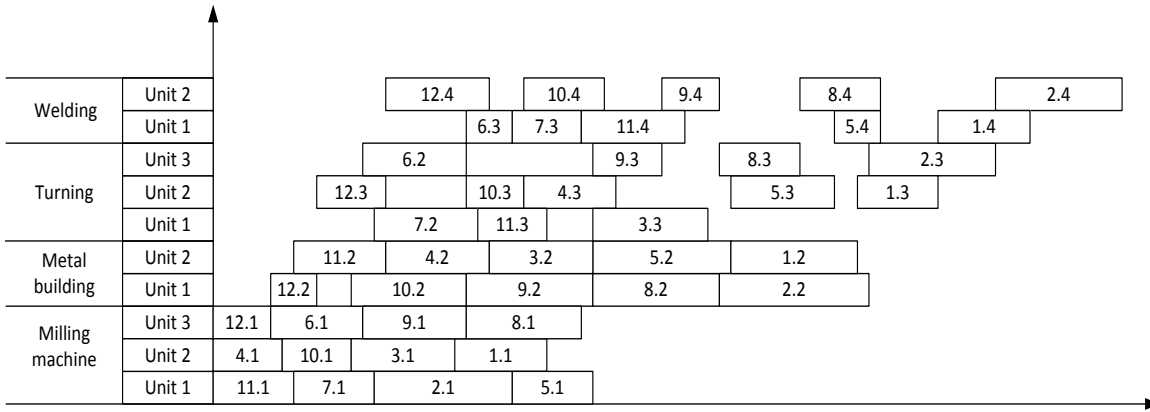 Welding Unit 2 12.4 10.4 9.4 8.4 2.4
Unit 1 6.3 7.3 11.4 5.4 1.4
Turning Unit 3 6.2 9.3 8.3 2.3
Unit 2 12.3 10.3 4.3 5.3 1.3
Unit 1 7.2 11.3 3.3
Metal building Unit 2 11.2 4.2 3.2 5.2 1.2
Unit 1 12.2 10.2 9.2 8.2 2.2
Milling machine Unit 3 12.1 6.1 9.1 8.1
Unit 2 4.1 10.1 3.1 1.1
Unit 1 11.1 7.1 2.1 5.1